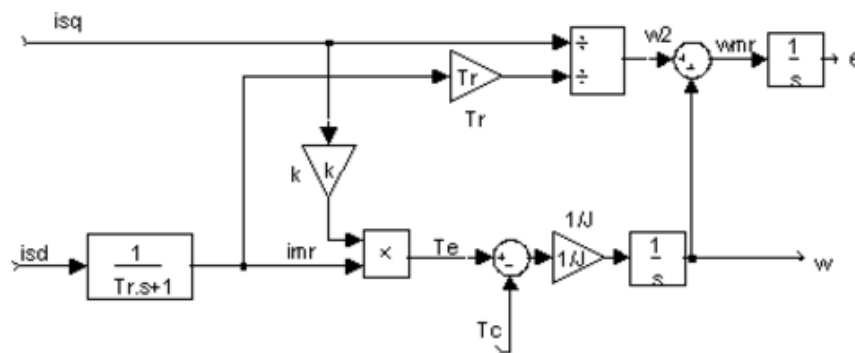 isq
÷
÷
w2
+
+
wmr
1
s
e
Tr
Tr
k
k
isd
1
Tr.s+1
imr
×
Te
+
-
1/J
1/J
1
s
w
Tc